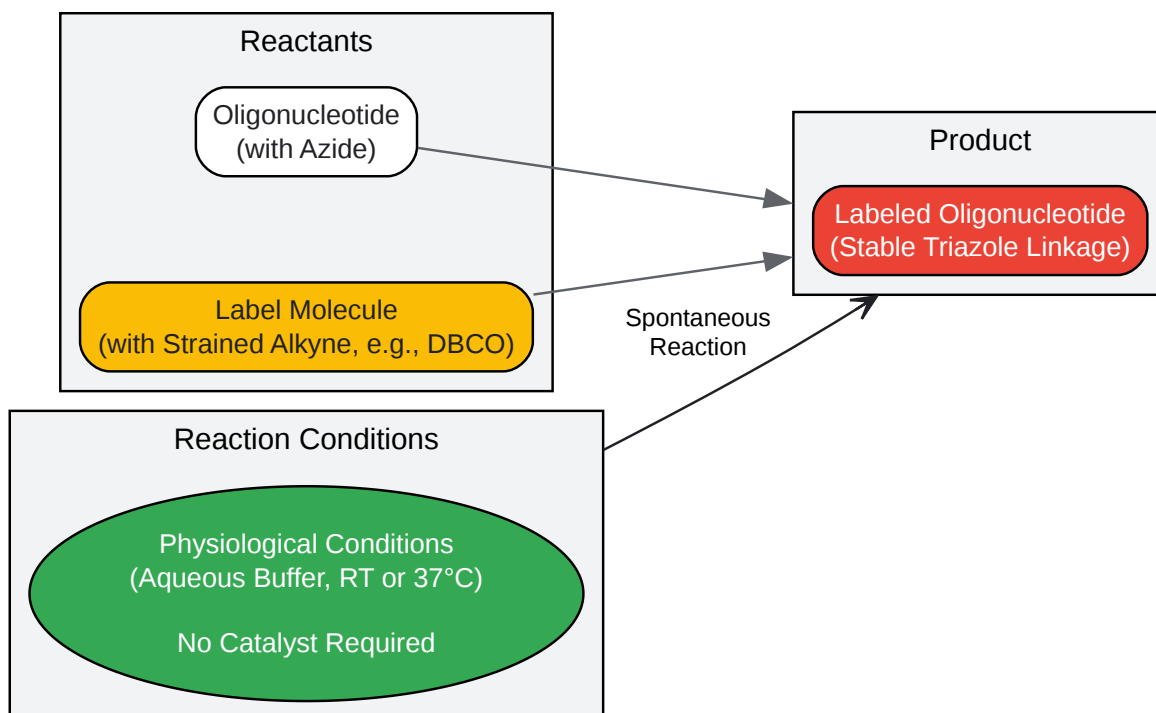 Reactants
Oligonucleotide
(with Azide)
Label Molecule
(with Strained Alkyne, e.g., DBCO)
Product
Labeled Oligonucleotide
(Stable Triazole Linkage)
Spontaneous
Reaction
Reaction Conditions
Physiological Conditions
(Aqueous Buffer, RT or 37°C)
No Catalyst Required